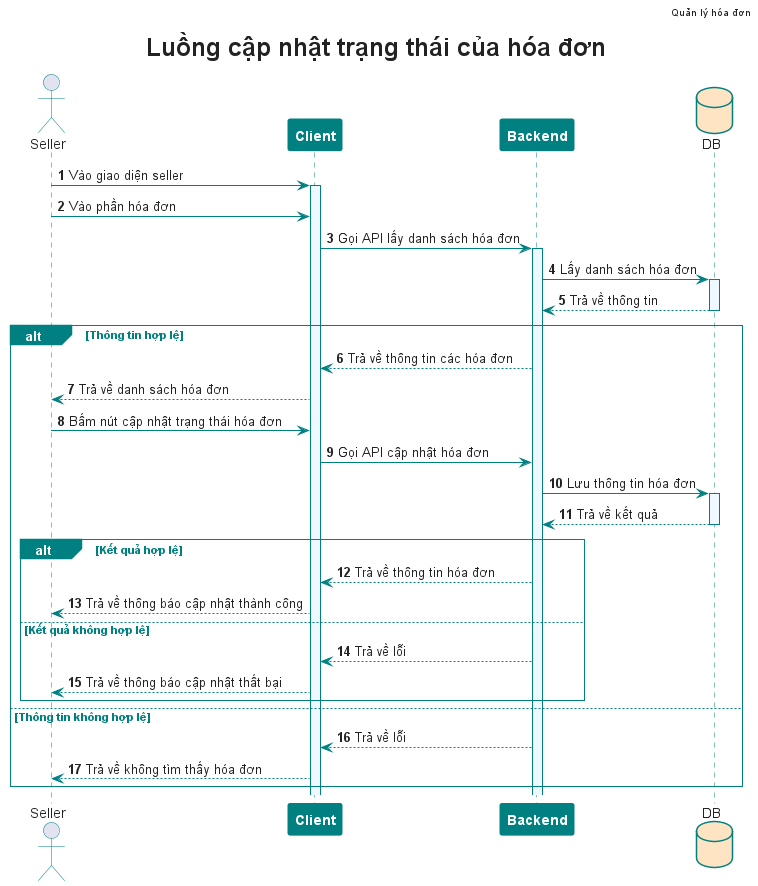 Quản lý hóa đơn
Luồng cập nhật trạng thái của hóa đơn
Seller
Client
Backend
DB
1 Vào giao diện seller
2 Vào phần hóa đơn
3 Gọi API lấy danh sách hóa đơn
4 Lấy danh sách hóa đơn
5 Trả về thông tin
alt [Thông tin hợp lệ]
6 Trả về thông tin các hóa đơn
7 Trả về danh sách hóa đơn
8 Bấm nút cập nhật trạng thái hóa đơn
9 Gọi API cập nhật hóa đơn
10 Lưu thông tin hóa đơn
11 Trả về kết quả
alt [Kết quả hợp lệ]
12 Trả về thông tin hóa đơn
13 Trả về thông báo cập nhật thành công
[Kết quả không hợp lệ]
14 Trả về lỗi
15 Trả về thông báo cập nhật thất bại
[Thông tin không hợp lệ]
16 Trả về lỗi
17 Trả về không tìm thấy hóa đơn
Seller
Client
Backend
DB